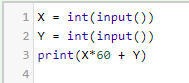 1 X = int(input())
2 Y = int(input())
3 print(X*60 + Y)
4